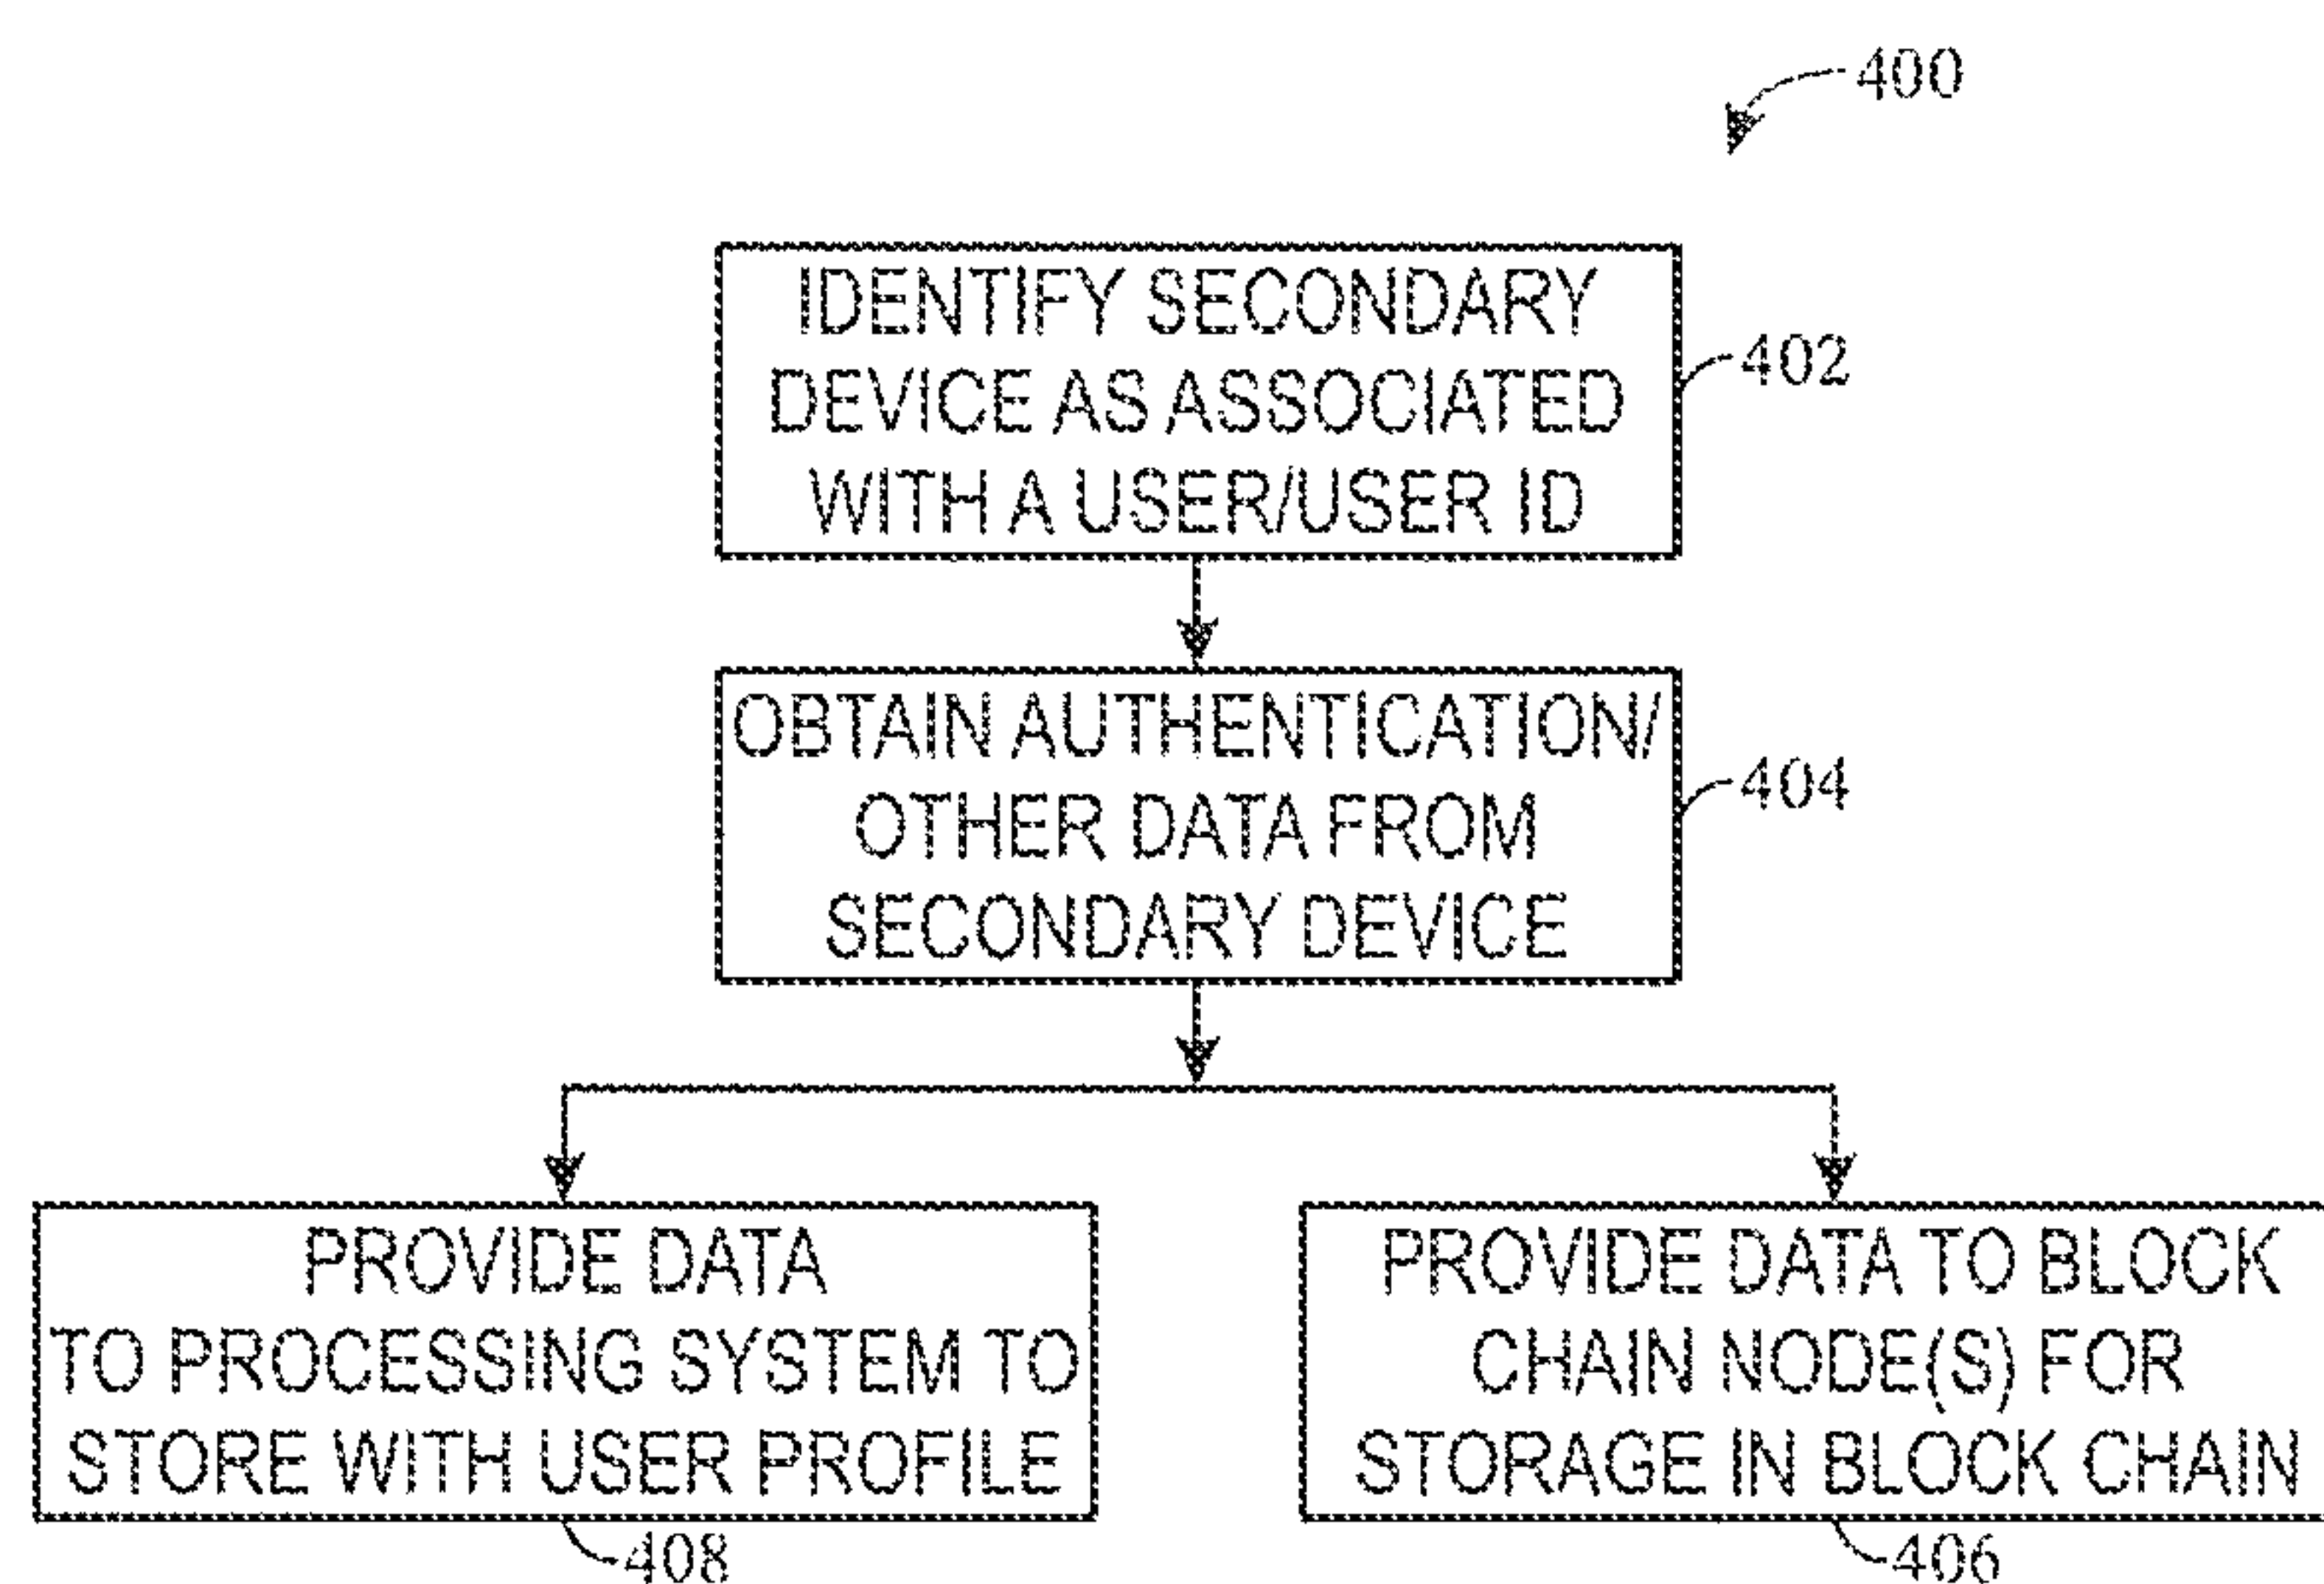 400
IDENTIFY SECONDARY
DEVICE AS ASSOCIATED
WITH A USER/USER ID
402
OBTAIN AUTHENTICATION/
OTHER DATA FROM
SECONDARY DEVICE
404
PROVIDE DATA
TO PROCESSING SYSTEM TO
STORE WITH USER PROFILE
408
PROVIDE DATA TO BLOCK
CHAIN NODE(S) FOR
STORAGE IN BLOCK CHAIN
406